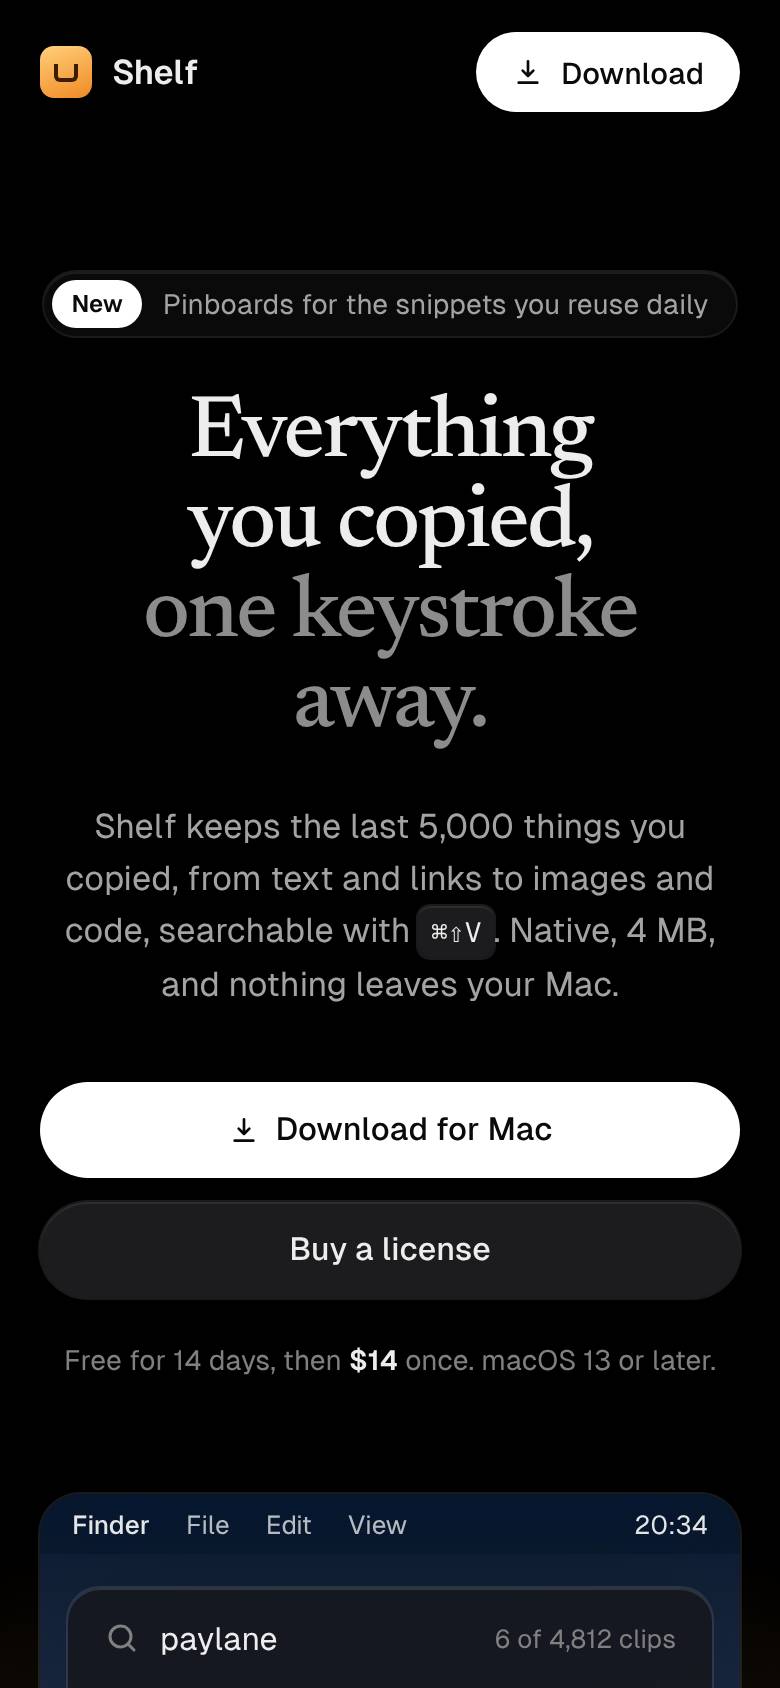 Shelf
Download
New
Pinboards for the snippets you reuse daily
Everything
you copied,
one keystroke
away.
Shelf keeps the last 5,000 things you
copied, from text and links to images and
code, searchable with ⌘⇧V. Native, 4 MB,
and nothing leaves your Mac.
Download for Mac
Buy a license
Free for 14 days, then $14 once. macOS 13 or later.
Finder File Edit View 20:34
paylane 6 of 4,812 clips